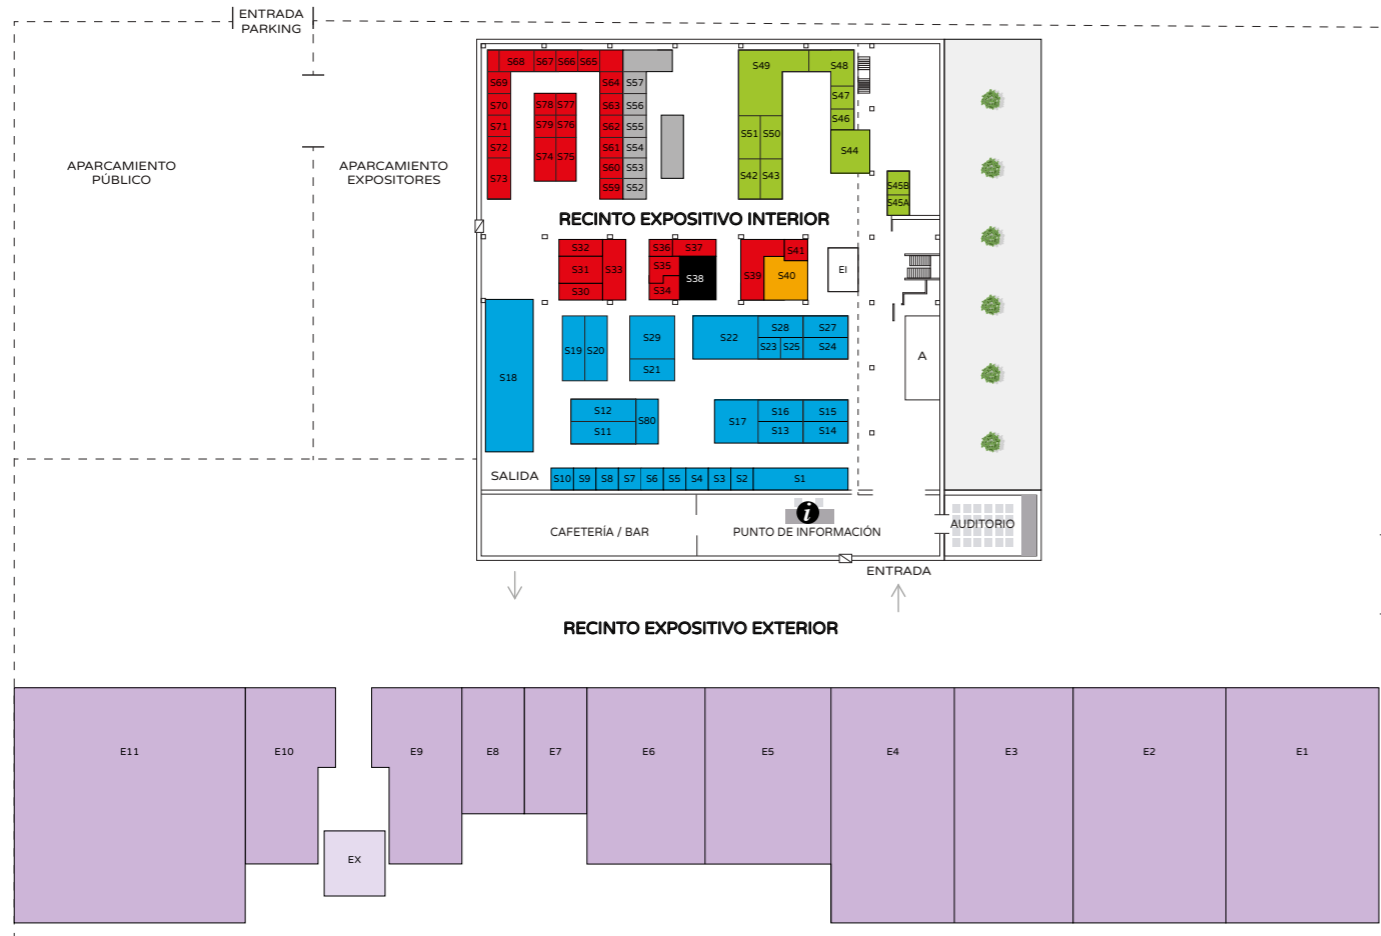 ENTRADA
PARKING
APARCAMIENTO
PÚBLICO
APARCAMIENTO
EXPOSITORES
S68 S67 S66 S65
S69 S64 S57
S70 S78 S77 S63 S56
S71 S79 S76 S62 S55
S72 S61 S54
S74 S75
S73 S60 S53
S59 S52
S49 S48
S47
S46
S51 S50
S44
S42 S43
S45B
S45A
RECINTO EXPOSITIVO INTERIOR
S32 S36 S37 S41
S31 S33 S35 S38 S39 S40 EI
S30 S34
S18
S19 S20 S29 S22 S28 S27
S23 S25 S24
S21
A
S12 S80 S17 S16 S15
S11 S13 S14
SALIDA
S10 S9 S8 S7 S6 S5 S4 S3 S2 S1
i
CAFETERÍA / BAR
PUNTO DE INFORMACIÓN
AUDITORIO
ENTRADA
RECINTO EXPOSITIVO EXTERIOR
E11 E10 E9 E8 E7 E6 E5 E4 E3 E2 E1
EX